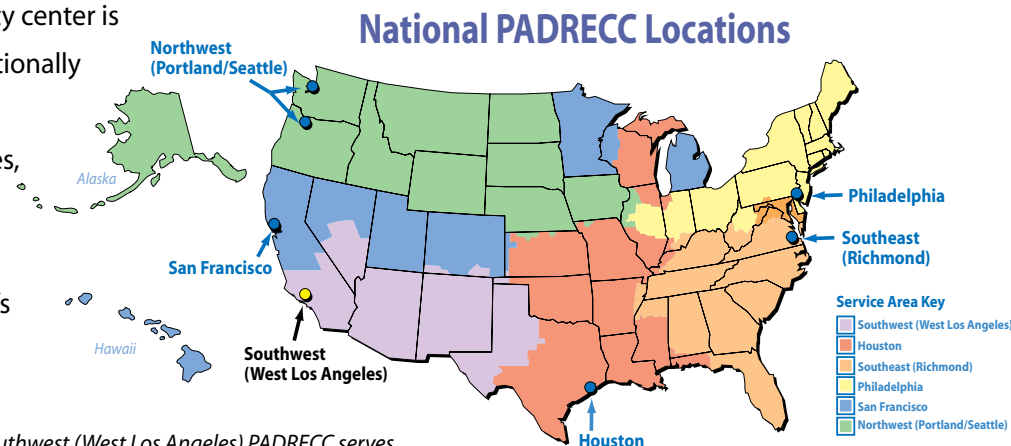 y center is
tionally
es,
s
National PADRECC Locations
Northwest
(Portland/Seattle)
Alaska
Philadelphia
Southeast
(Richmond)
San Francisco
Service Area Key
Southwest (West Los Angeles)
Houston
Southeast (Richmond)
Philadelphia
San Francisco
Northwest (Portland/Seattle)
Hawaii
Southwest
(West Los Angeles)
Houston
uthwest (West Los Angeles) PADRECC serves